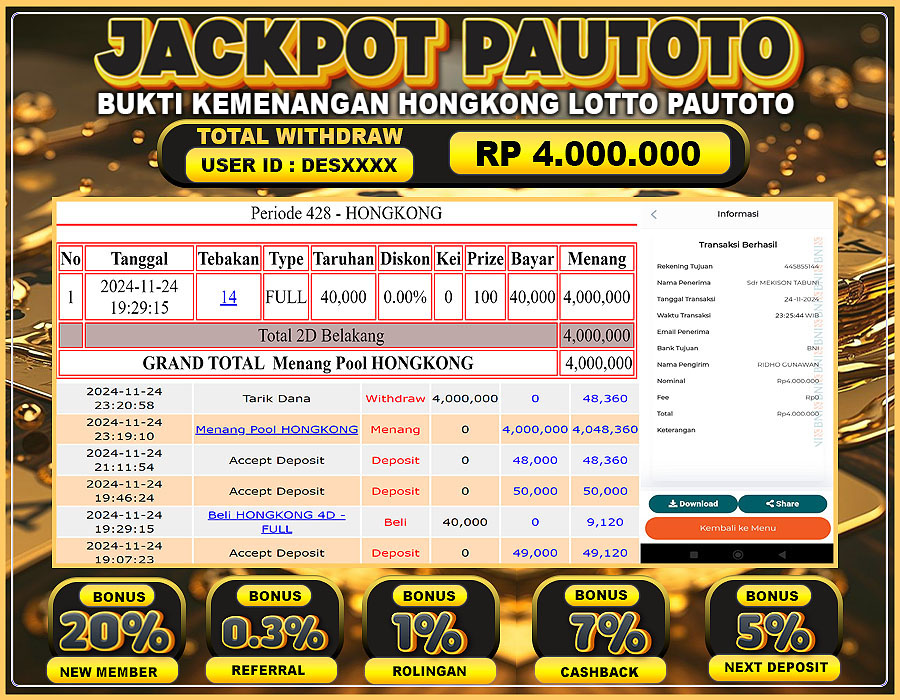 JACKPOT PAUTOTO
BUKTI KEMENANGAN HONGKONG LOTTO PAUTOTO
TOTAL WITHDRAW
USER ID : DESXXXX
RP 4.000.000
Periode 428 - HONGKONG
No Tanggal Tebakan Type Taruhan Diskon Kei Prize Bayar Menang
1 2024-11-24 19:29:15 14 FULL 40,000 0.00% 0 100 40,000 4,000,000
Total 2D Belakang 4,000,000
GRAND TOTAL Menang Pool HONGKONG 4,000,000
2024-11-24 23:20:58 Tarik Dana Withdraw 4,000,000 0 48,360
2024-11-24 23:19:10 Menang Pool HONGKONG Menang 0 4,000,000 4,048,360
2024-11-24 21:11:54 Accept Deposit Deposit 0 48,000 48,360
2024-11-24 19:46:24 Accept Deposit Deposit 0 50,000 50,000
2024-11-24 19:29:15 Beli HONGKONG 4D - FULL Beli 40,000 0 9,120
2024-11-24 19:07:23 Accept Deposit Deposit 0 49,000 49,120
Informasi
Transaksi Berhasil
Rekening Tujuan 445855144
Nama Penerima Sdr MEKISON TABUNI
Tanggal Transaksi 24-11-2024
Waktu Transaksi 23:25:44 WIB
Email Penerima
Bank Tujuan BNI
Nama Pengirim RIDHO GUNAWAN
Nominal Rp4.000.000
Fee Rp0
Total Rp4.000.000
Keterangan
Download
Share
Kembali ke Menu
BONUS
20%
NEW MEMBER
BONUS
0.3%
REFERRAL
BONUS
1%
ROLINGAN
BONUS
7%
CASHBACK
BONUS
5%
NEXT DEPOSIT